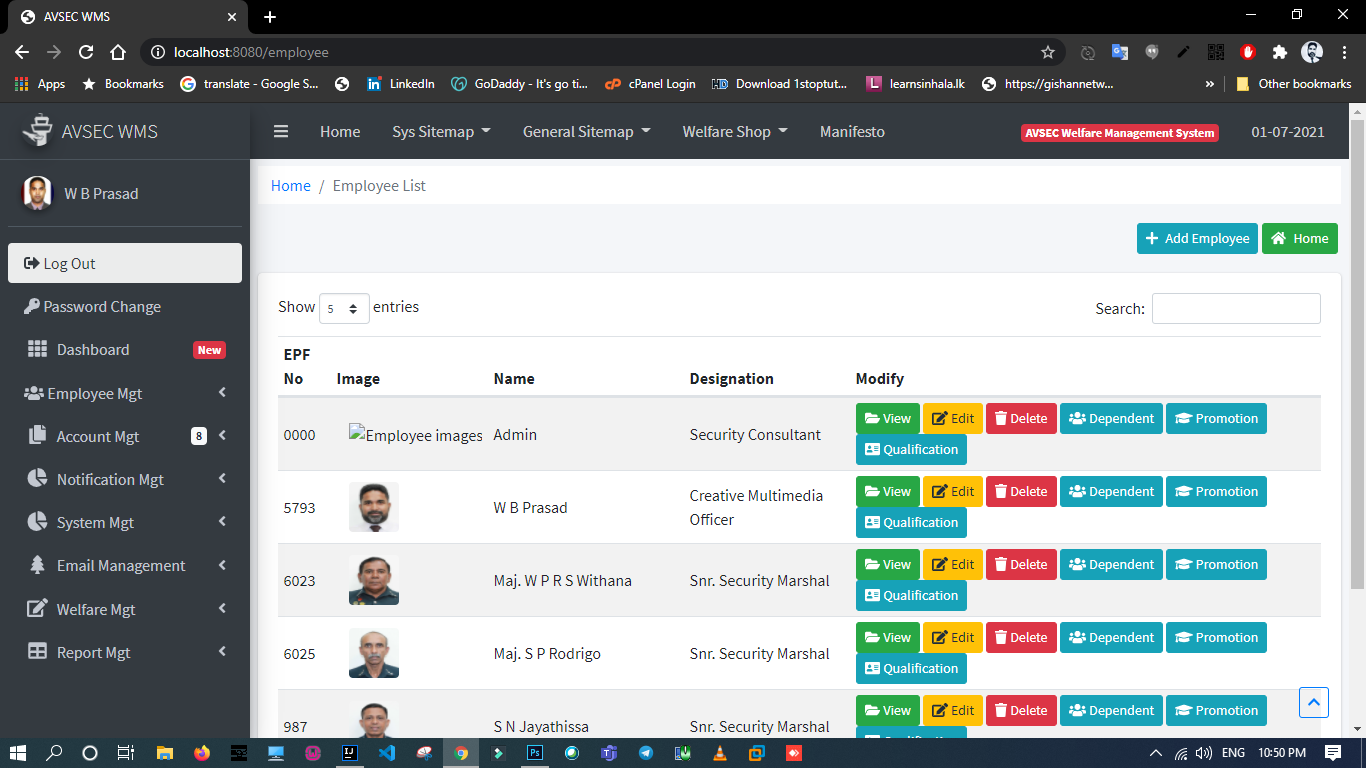 AVSEC WMS
localhost:8080/employee
Apps Bookmarks translate - Google S... LinkedIn GoDaddy - It's go ti... cPanel Login Download 1stoptut... learnsinhala.lk https://gishannetw... » Other bookmarks
AVSEC WMS Home Sys Sitemap General Sitemap Welfare Shop Manifesto AVSEC Welfare Management System 01-07-2021
W B Prasad
Log Out
Password Change
Dashboard New
Employee Mgt
Account Mgt 8
Notification Mgt
System Mgt
Email Management
Welfare Mgt
Report Mgt
Home / Employee List
Add Employee Home
Show 5 entries Search:
EPF
No Image Name Designation Modify
0000 Employee images Admin Security Consultant View Edit Delete Dependent Promotion
Qualification
5793 W B Prasad Creative Multimedia
Officer View Edit Delete Dependent Promotion
Qualification
6023 Maj. W P R S Withana Snr. Security Marshal View Edit Delete Dependent Promotion
Qualification
6025 Maj. S P Rodrigo Snr. Security Marshal View Edit Delete Dependent Promotion
Qualification
987 S N Jayathissa Snr. Security Marshal View Edit Delete Dependent Promotion
ENG 10:50 PM